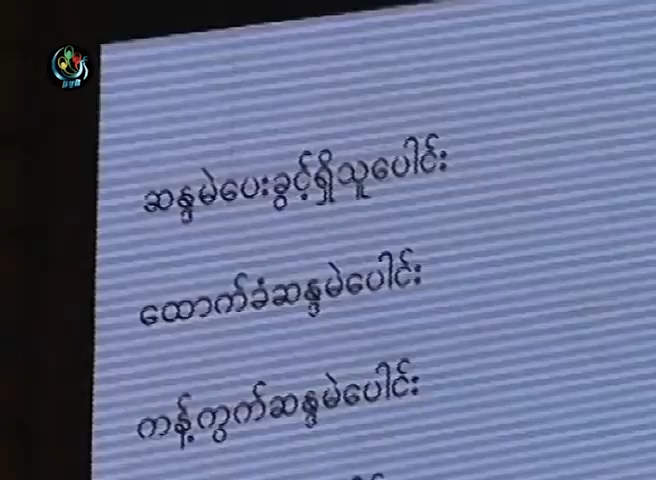 ဆန္ဒမဲပေးခွင့်ရှိသူပေါင်း
ထောက်ခံဆန္ဒမဲပေါင်း
ကန့်ကွက်ဆန္ဒမဲပေါင်း